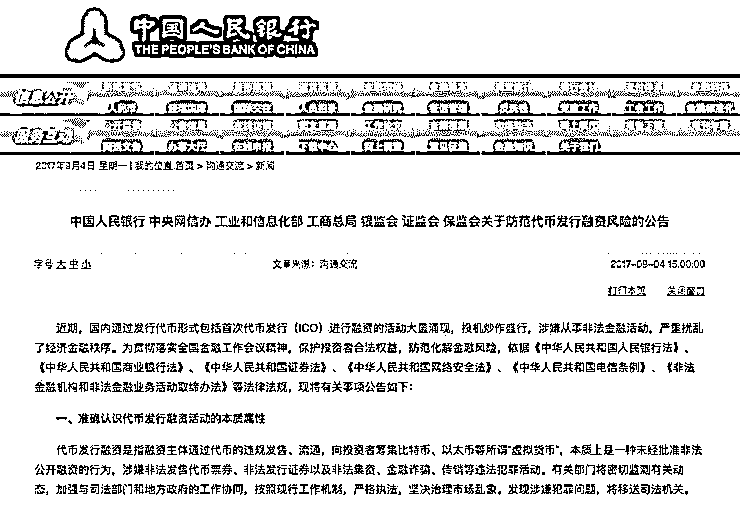 中国人民银行
THE PEOPLE'S BANK OF CHINA
信息公开
服务互动
2017年9月4日 星期一 | 我的位置:首页 > 沟通交流 > 新闻
中国人民银行 中央网信办 工业和信息化部 工商总局 银监会 证监会 保监会关于防范代币发行融资风险的公告
字号 大 中 小 文章来源：沟通交流 2017-09-04 15:00:00
打印本页 关闭窗口
近期，国内通过发行代币形式包括首次代币发行（ICO）进行融资的活动大量涌现，投机炒作盛行，涉嫌从事非法金融活动，严重扰乱
了经济金融秩序。为贯彻落实全国金融工作会议精神，保护投资者合法权益，防范化解金融风险，依据《中华人民共和国人民银行法》、
《中华人民共和国商业银行法》、《中华人民共和国证券法》、《中华人民共和国网络安全法》、《中华人民共和国电信条例》、《非法
金融机构和非法金融业务活动取缔办法》等法律法规，现将有关事项公告如下：
一、准确认识代币发行融资活动的本质属性
代币发行融资是指融资主体通过代币的违规发售、流通，向投资者筹集比特币、以太币等所谓“虚拟货币”，本质上是一种未经批准非法
公开融资的行为，涉嫌非法发售代币票券、非法发行证券以及非法集资、金融诈骗、传销等违法犯罪活动。有关部门将密切监测有关动
态，加强与司法部门和地方政府的工作协同，按照现行工作机制，严格执法，坚决治理市场乱象。发现涉嫌犯罪问题，将移送司法机关。